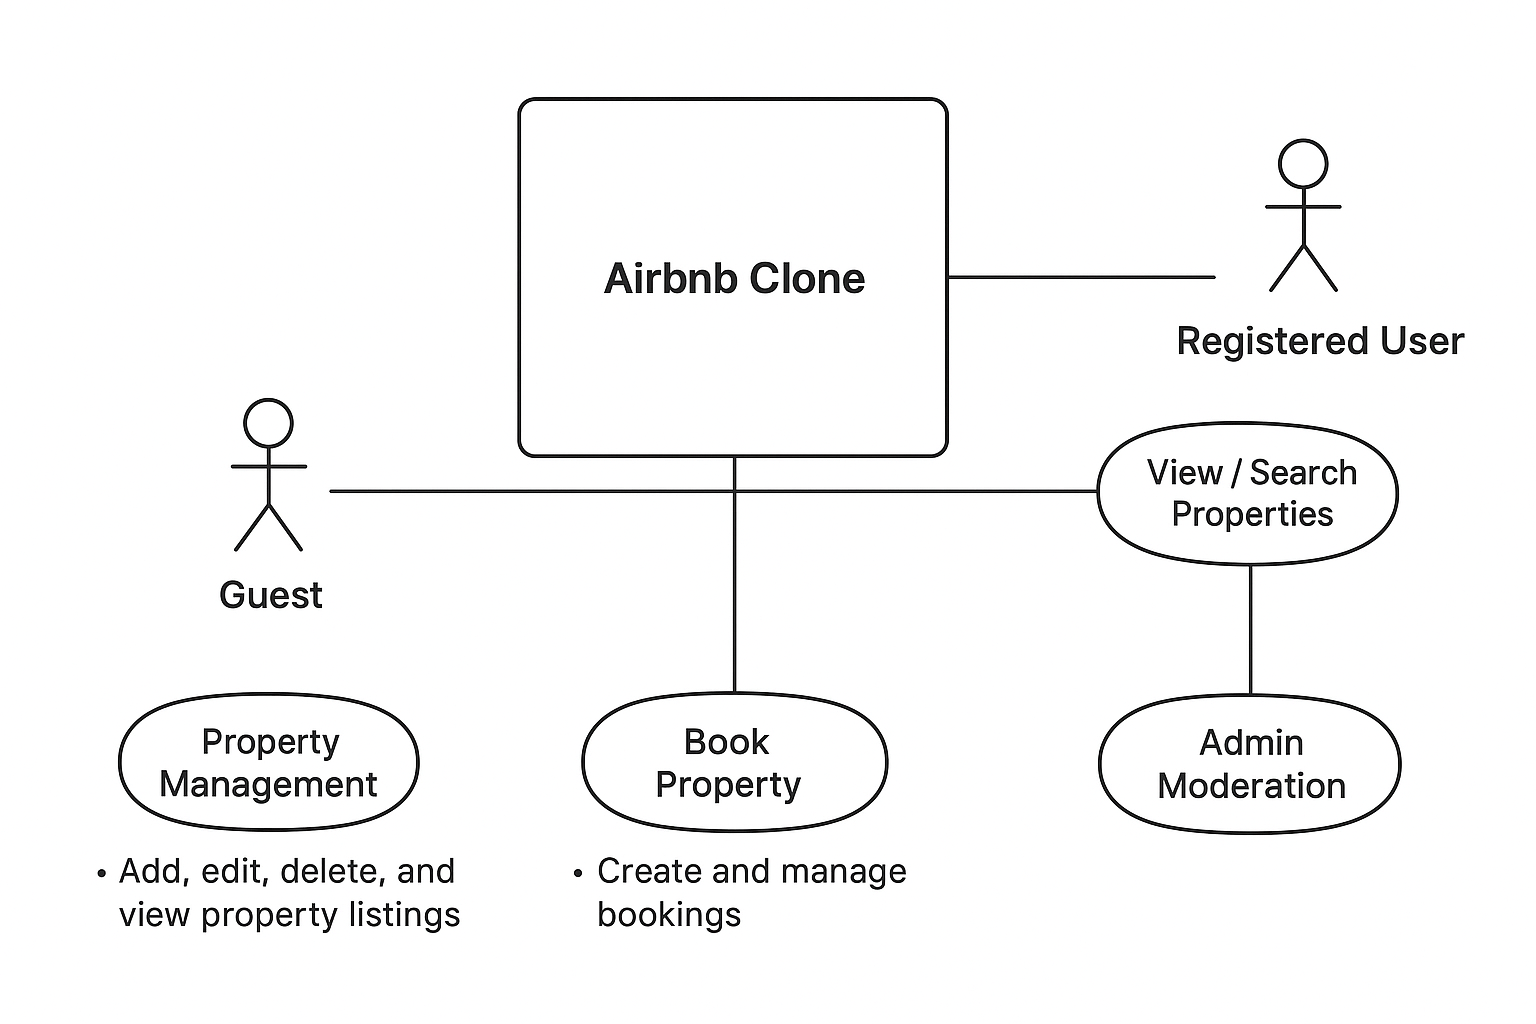 Airbnb Clone
Registered User
Guest
View / Search
Properties
Property
Management
• Add, edit, delete, and
view property listings
Book
Property
• Create and manage
bookings
Admin
Moderation